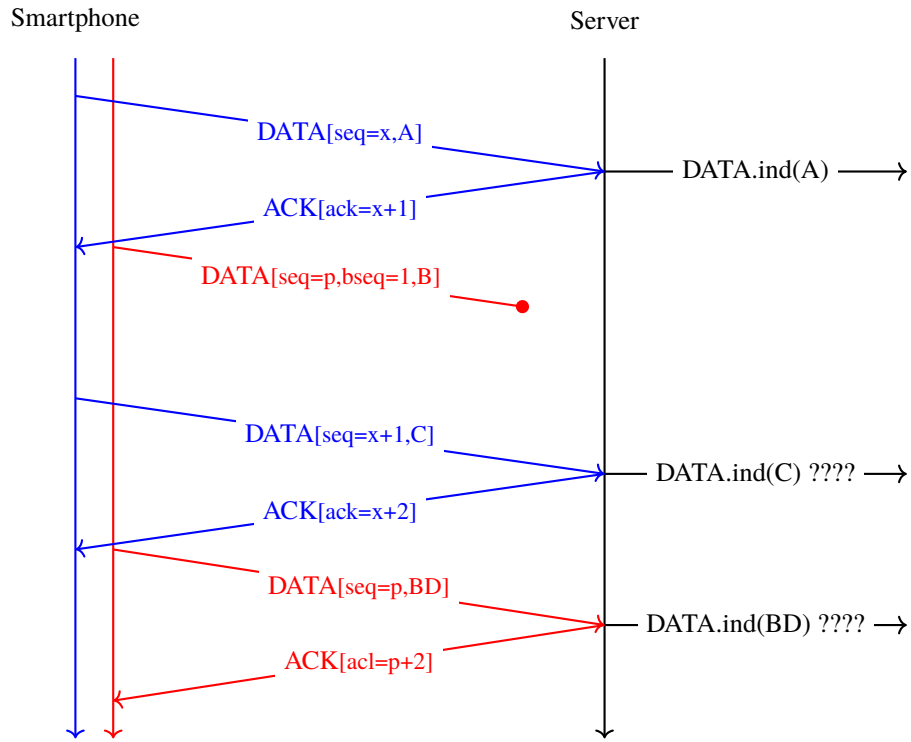 Smartphone
Server
DATA[seq=x,A]
DATA.ind(A)
ACK[ack=x+1]
DATA[seq=p,bseq=1,B]
DATA[seq=x+1,C]
DATA.ind(C) ????
ACK[ack=x+2]
DATA[seq=p,BD]
DATA.ind(BD) ????
ACK[acl=p+2]